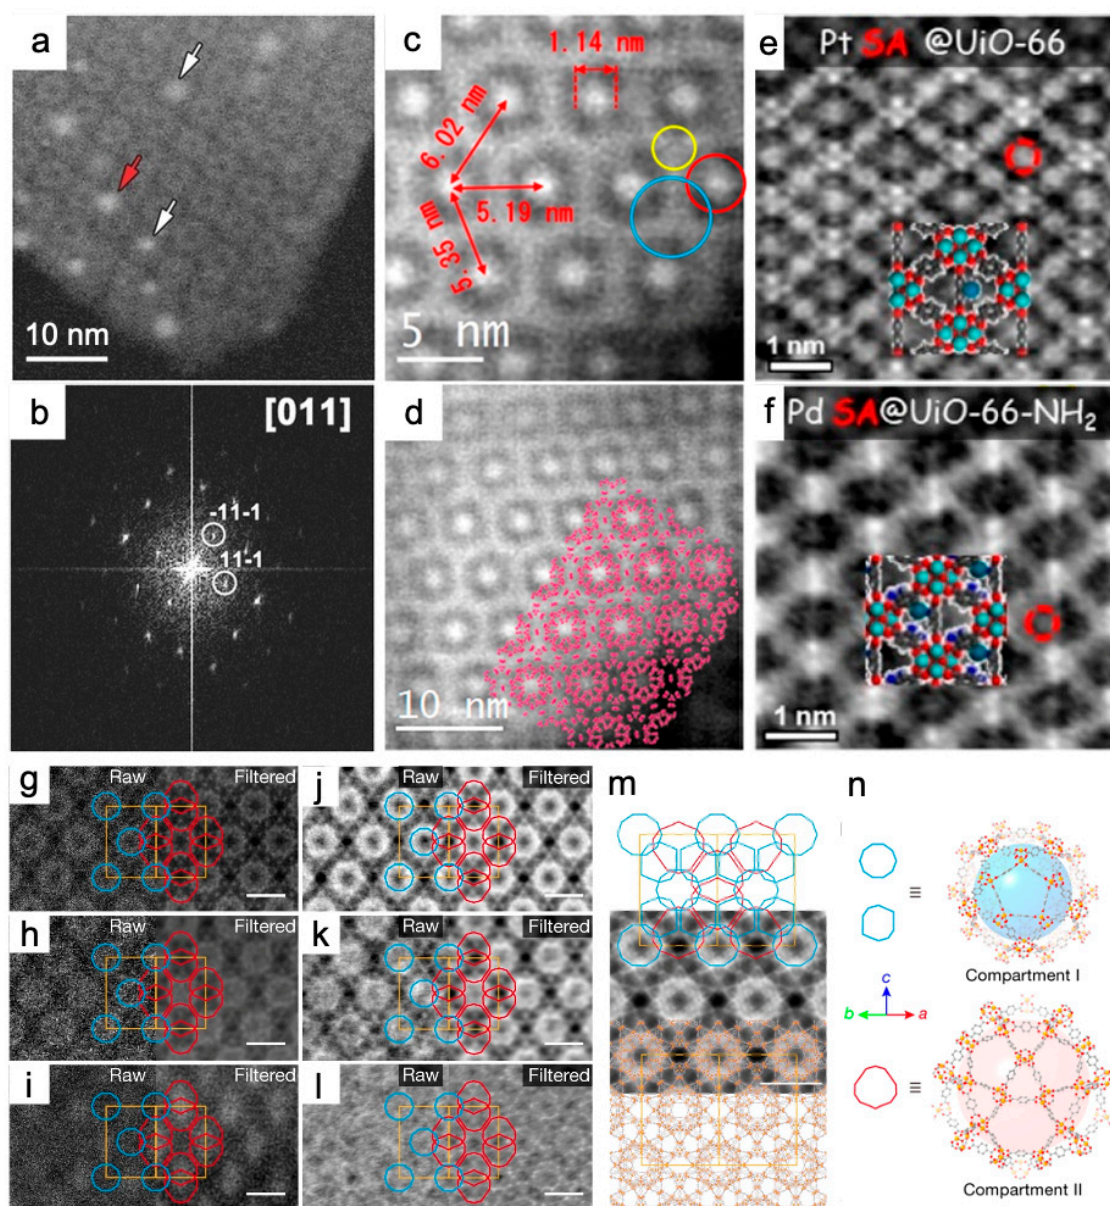 a
10 nm
b
[011]
-11-1
11-1
c
1.14 nm
6.02 nm
5.19 nm
5.35 nm
5 nm
d
10 nm
e
Pt SA @UiO-66
1 nm
f
Pd SA@UiO-66-NH₂
1 nm
g
Raw
Filtered
h
Raw
Filtered
i
Raw
Filtered
j
Raw
Filtered
k
Raw
Filtered
l
Raw
Filtered
m
n
≡
Compartment I
c
b
a
≡
Compartment II